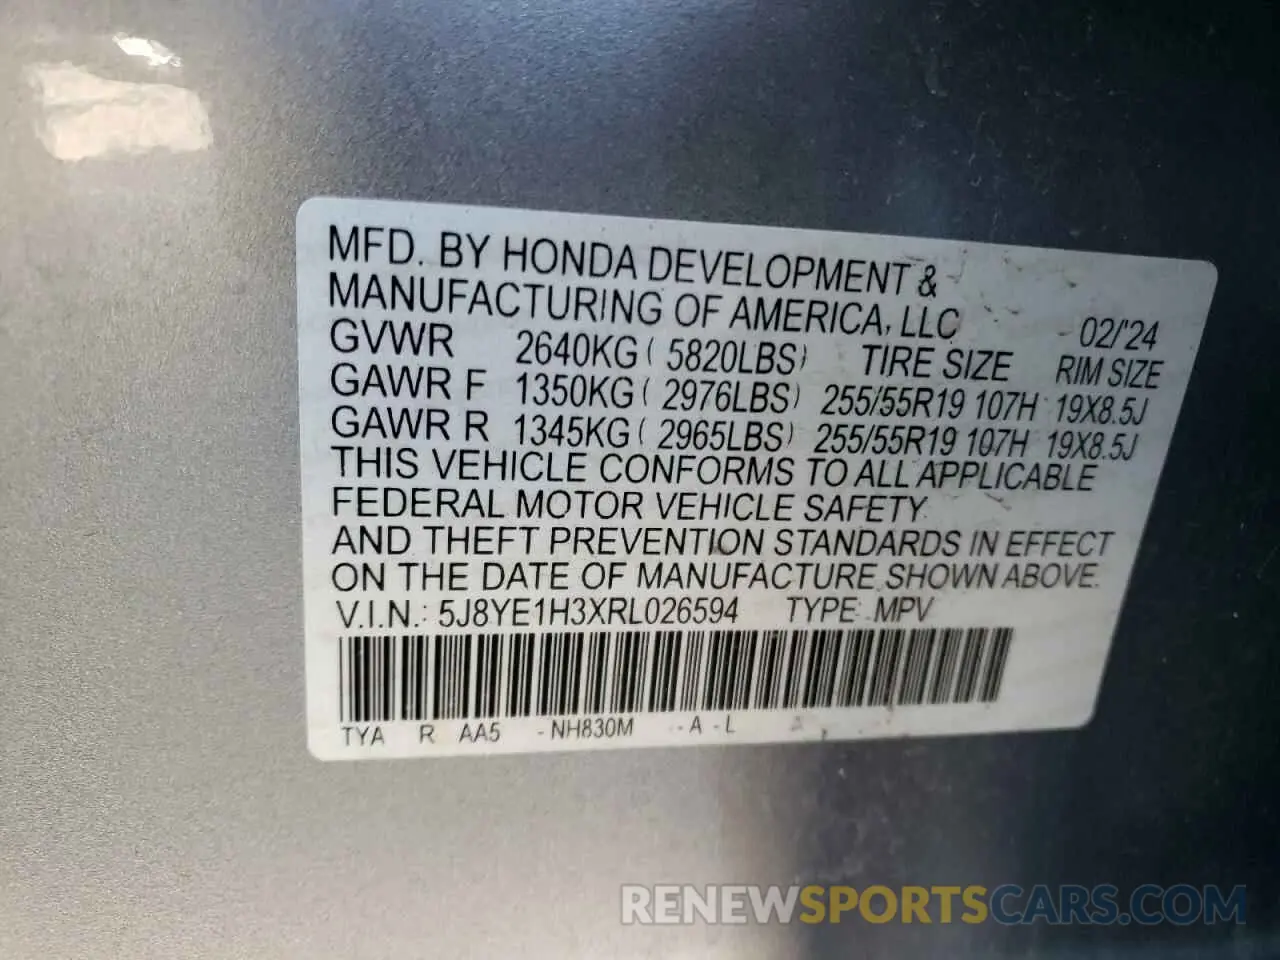 MFD. BY HONDA DEVELOPMENT &
MANUFACTURING OF AMERICA, LLC 02/'24
GVWR 2640KG ( 5820LBS) TIRE SIZE RIM SIZE
GAWR F 1350KG ( 2976LBS) 255/55R19 107H 19X8.5J
GAWR R 1345KG ( 2965LBS) 255/55R19 107H 19X8.5J
THIS VEHICLE CONFORMS TO ALL APPLICABLE
FEDERAL MOTOR VEHICLE SAFETY
AND THEFT PREVENTION STANDARDS IN EFFECT
ON THE DATE OF MANUFACTURE SHOWN ABOVE.
V.I.N.: 5J8YE1H3XRL026594 TYPE: MPV
TYA R AA5 - NH830M - - A - L
RENEWSPORTSCARS.COM